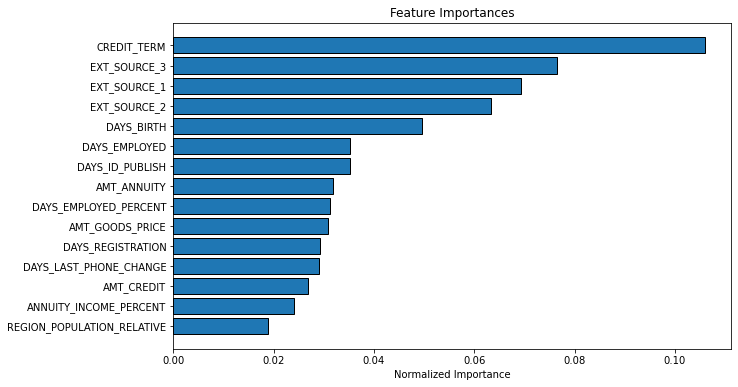 Feature Importances
CREDIT_TERM
EXT_SOURCE_3
EXT_SOURCE_1
EXT_SOURCE_2
DAYS_BIRTH
DAYS_EMPLOYED
DAYS_ID_PUBLISH
AMT_ANNUITY
DAYS_EMPLOYED_PERCENT
AMT_GOODS_PRICE
DAYS_REGISTRATION
DAYS_LAST_PHONE_CHANGE
AMT_CREDIT
ANNUITY_INCOME_PERCENT
REGION_POPULATION_RELATIVE
0.00 0.02 0.04 0.06 0.08 0.10
Normalized Importance